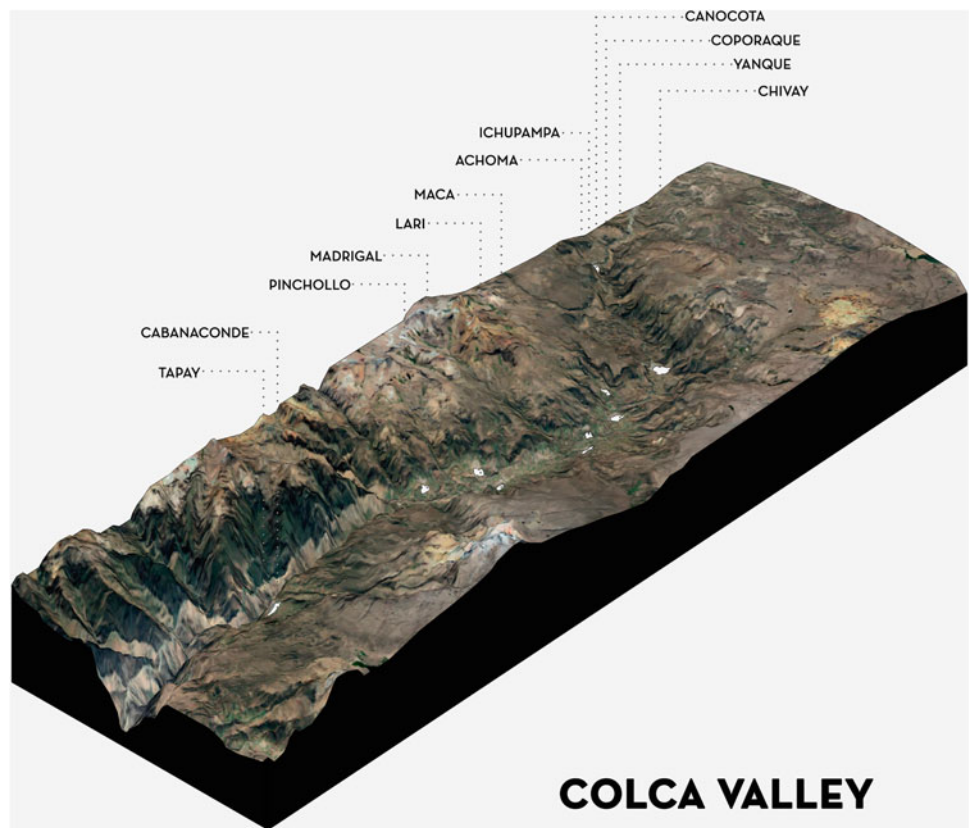 CANOCOTA
COPORAQUE
YANQUE
CHIVAY
ICHUPAMPA
ACHOMA
MACA
LARI
MADRIGAL
PINCHOLLO
CABANACONDE
TAPAY
COLCA VALLEY